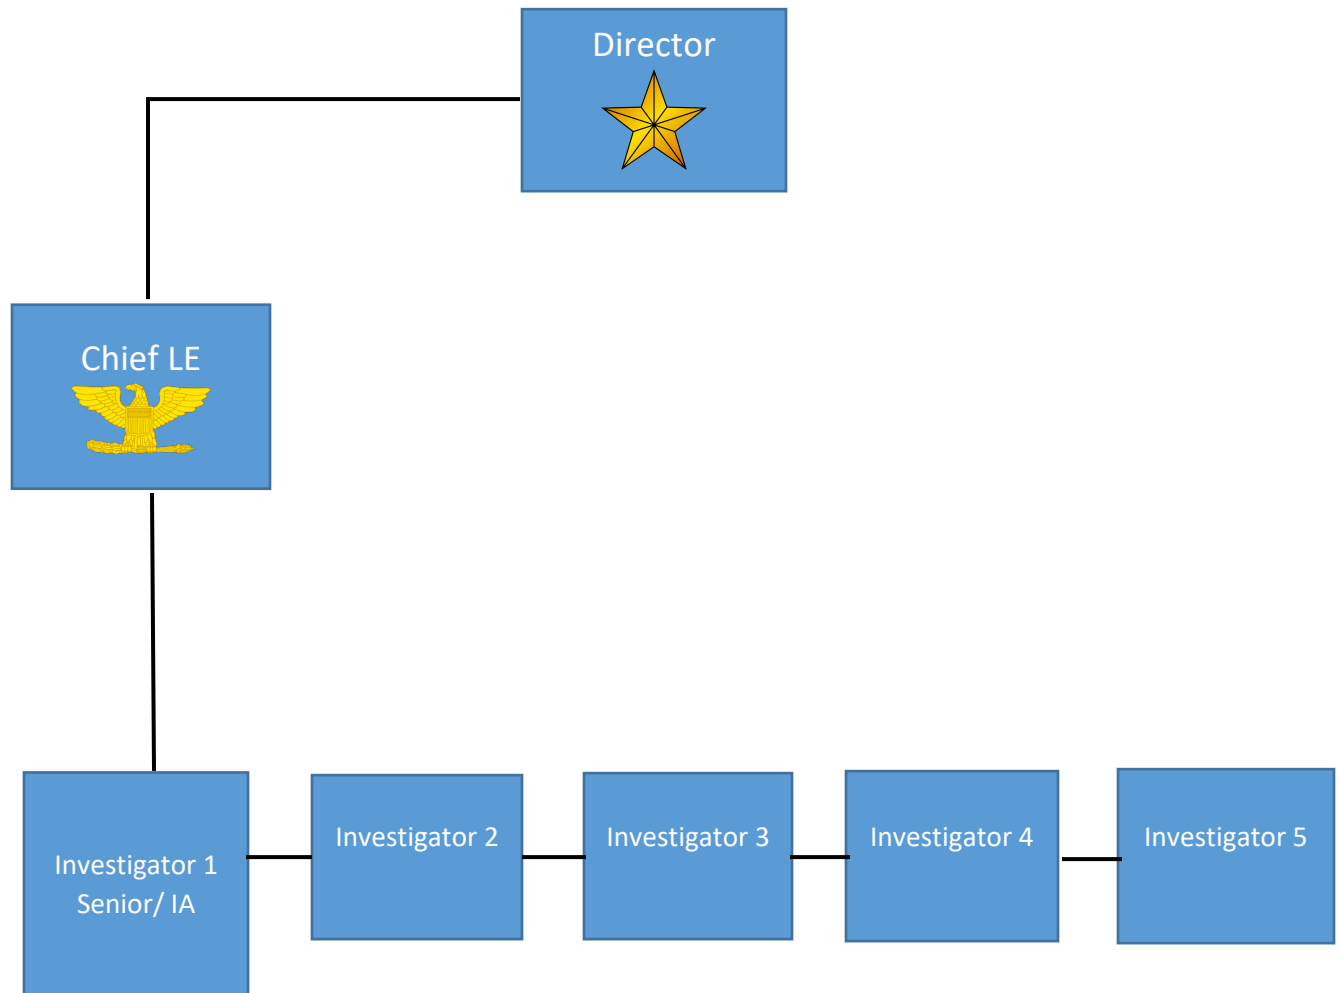 Director
Chief LE
Investigator 1
Senior/ IA
Investigator 2
Investigator 3
Investigator 4
Investigator 5